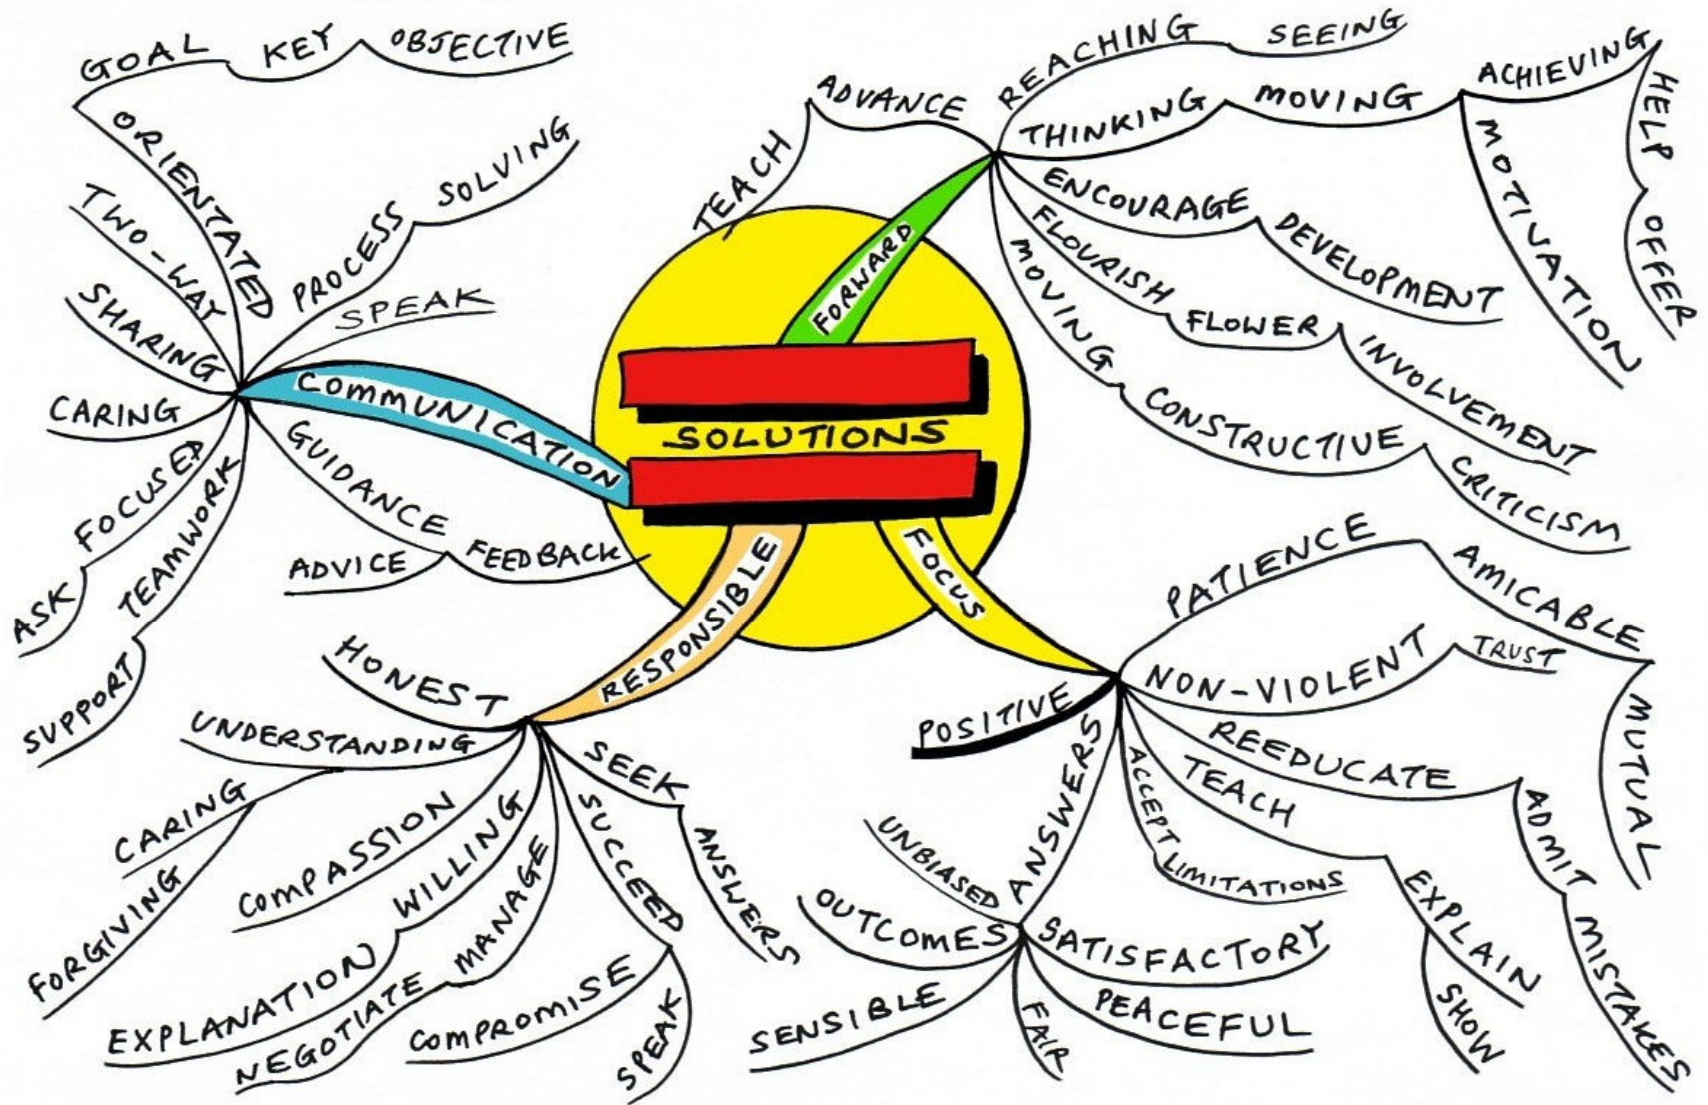 SOLUTIONS
FORWARD
ADVANCE
TEACH
REACHING
SEEING
THINKING
MOVING
ACHIEVING
HELP
OFFER
MOTINATION
ENCOURAGE
DEVELOPMENT
FLOURISH
FLOWER
INVOLVEMENT
MOVING
CONSTRUCTIVE
CRITICISM
FOCUS
PATIENCE
AMICABLE
MUTUAL
NON-VIOLENT
TRUST
REEDUCATE
ADMIT
MISTAKES
TEACH
EXPLAIN
SHOW
ACCEPT
LIMITATIONS
ANSWERS
UNBIASED
OUTCOMES
SENSIBLE
FAIR
PEACEFUL
SATISFACTORY
POSITIVE
RESPONSIBLE
SEEK
ANSWERS
SUCCEED
COMPROMISE
SPEAK
MANAGE
NEGOTIATE
WILLING
EXPLANATION
COMPASSION
UNDERSTANDING
CARING
FORGIVING
HONEST
COMMUNICATION
GUIDANCE
FEEDBACK
ADVICE
TEAMWORK
SUPPORT
FOCUSED
ASK
CARING
SHARING
TWO-WAY
ORIENTATED
GOAL
KEY
OBJECTIVE
PROCESS
SOLVING
SPEAK